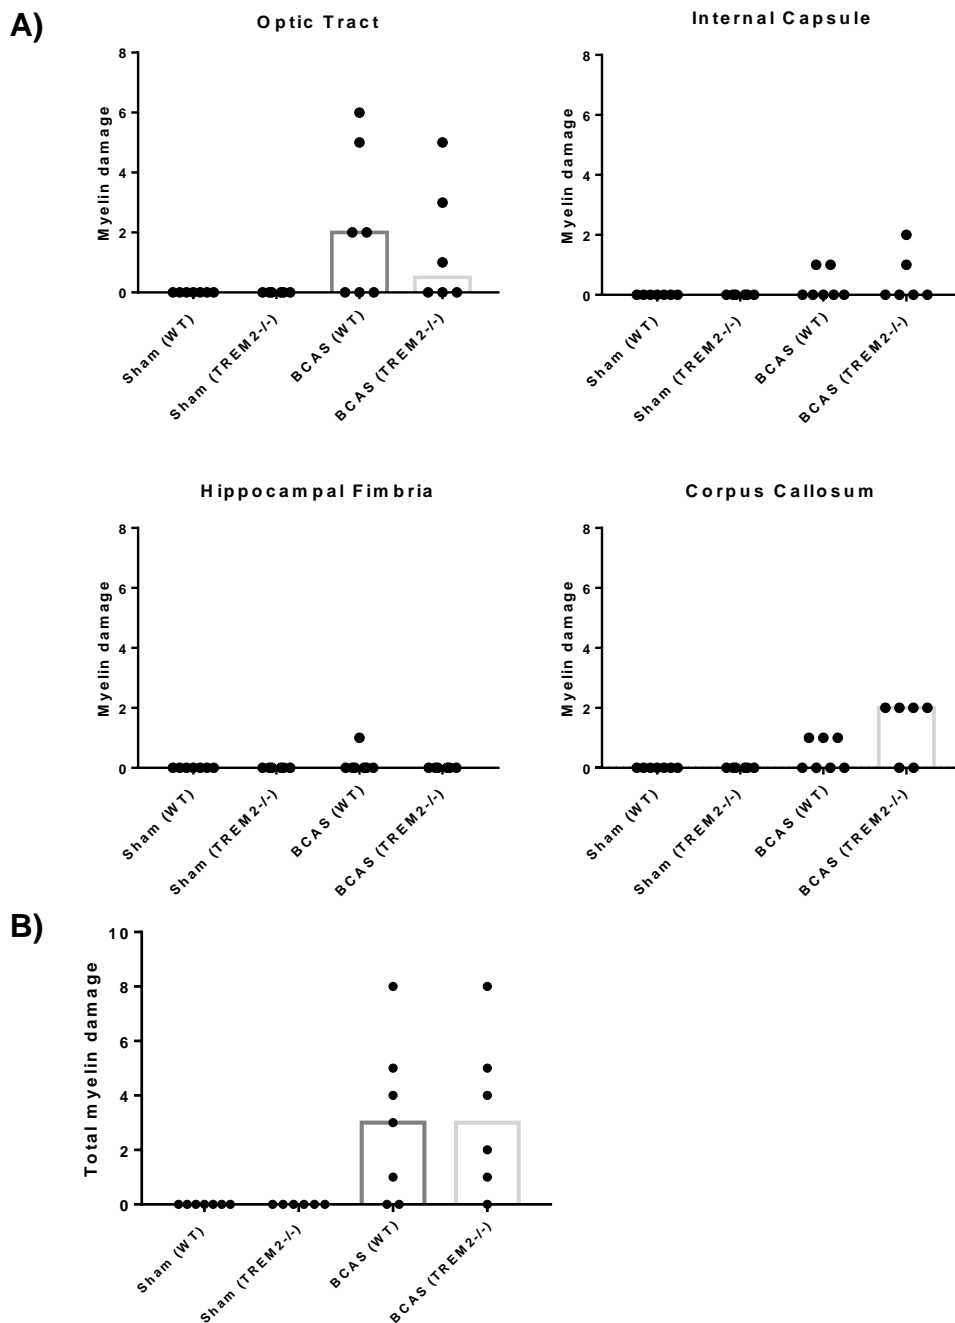 A)
Optic Tract
Myelin damage
8
6
4
2
0
Sham (WT)
Sham (TREM2-/-)
BCAS (WT)
BCAS (TREM2-/-)
Internal Capsule
Myelin damage
8
6
4
2
0
Sham (WT)
Sham (TREM2-/-)
BCAS (WT)
BCAS (TREM2-/-)
Hippocampal Fimbria
Myelin damage
8
6
4
2
0
Sham (WT)
Sham (TREM2-/-)
BCAS (WT)
BCAS (TREM2-/-)
Corpus Callosum
Myelin damage
8
6
4
2
0
Sham (WT)
Sham (TREM2-/-)
BCAS (WT)
BCAS (TREM2-/-)
B)
Total myelin damage
10
8
6
4
2
0
Sham (WT)
Sham (TREM2-/-)
BCAS (WT)
BCAS (TREM2-/-)